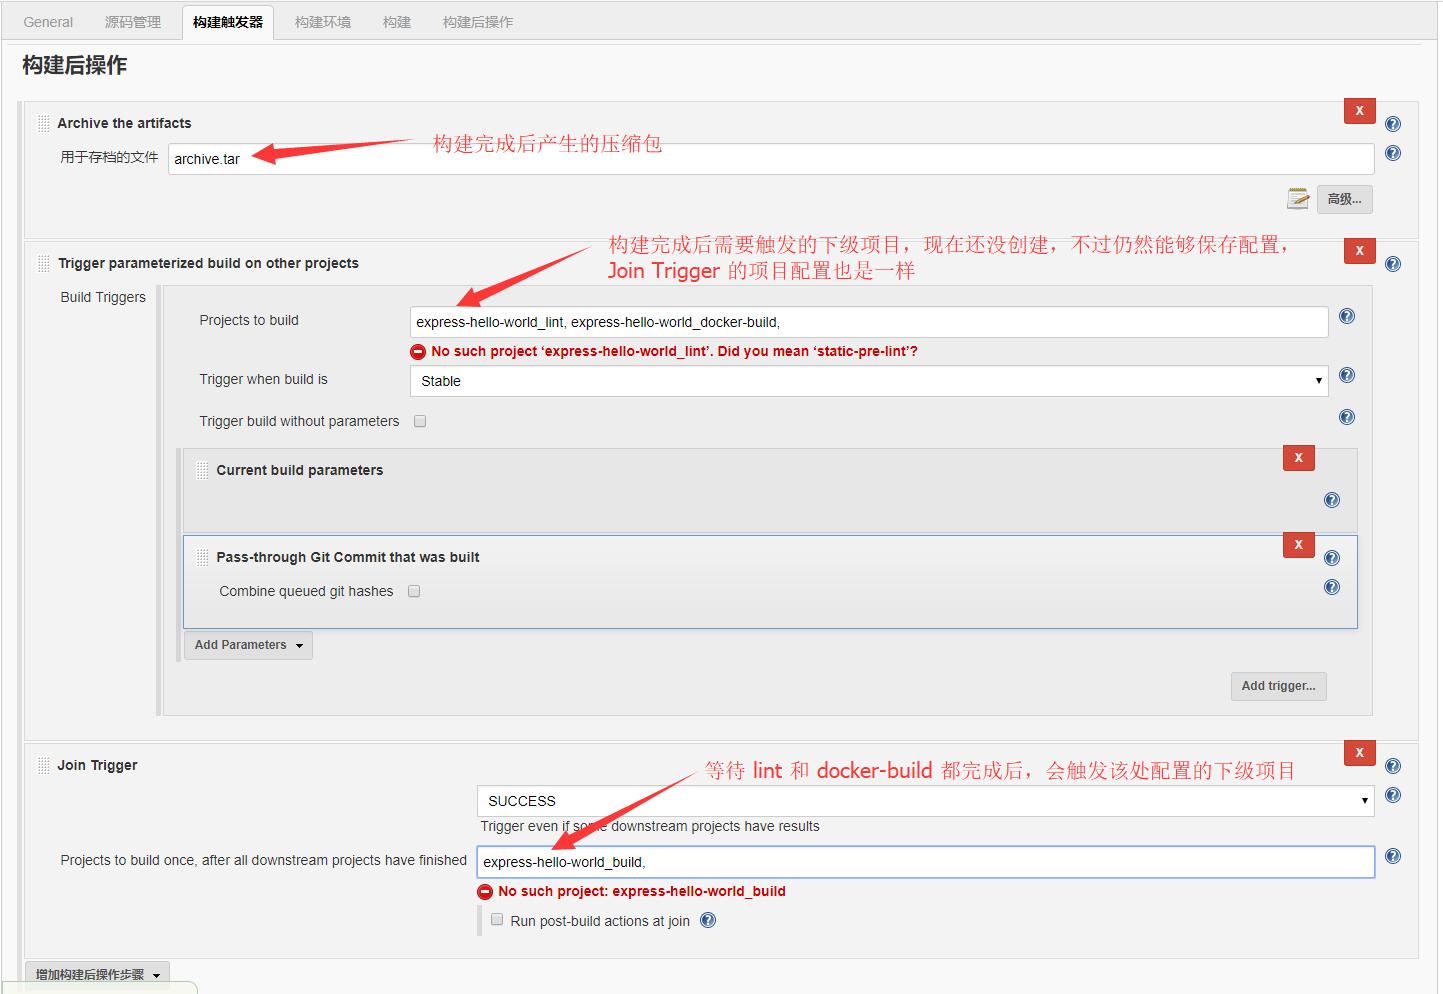 General 源码管理 构建触发器 构建环境 构建 构建后操作
构建后操作
X
Archive the artifacts
构建完成后产生的压缩包
用于存档的文件 archive.tar
高级...
构建完成后需要触发的下级项目，现在还没创建，不过仍然能够保存配置，
Join Trigger 的项目配置也是一样
X
Trigger parameterized build on other projects
Build Triggers
Projects to build express-hello-world_lint, express-hello-world_docker-build,
No such project ‘express-hello-world_lint’. Did you mean ‘static-pre-lint’?
Trigger when build is Stable
Trigger build without parameters
X
Current build parameters
X
Pass-through Git Commit that was built
Combine queued git hashes
Add Parameters
Add trigger...
X
Join Trigger
等待 lint 和 docker-build 都完成后，会触发该处配置的下级项目
SUCCESS
Trigger even if some downstream projects have results
Projects to build once, after all downstream projects have finished express-hello-world_build,
No such project: express-hello-world_build
Run post-build actions at join
增加构建后操作步骤